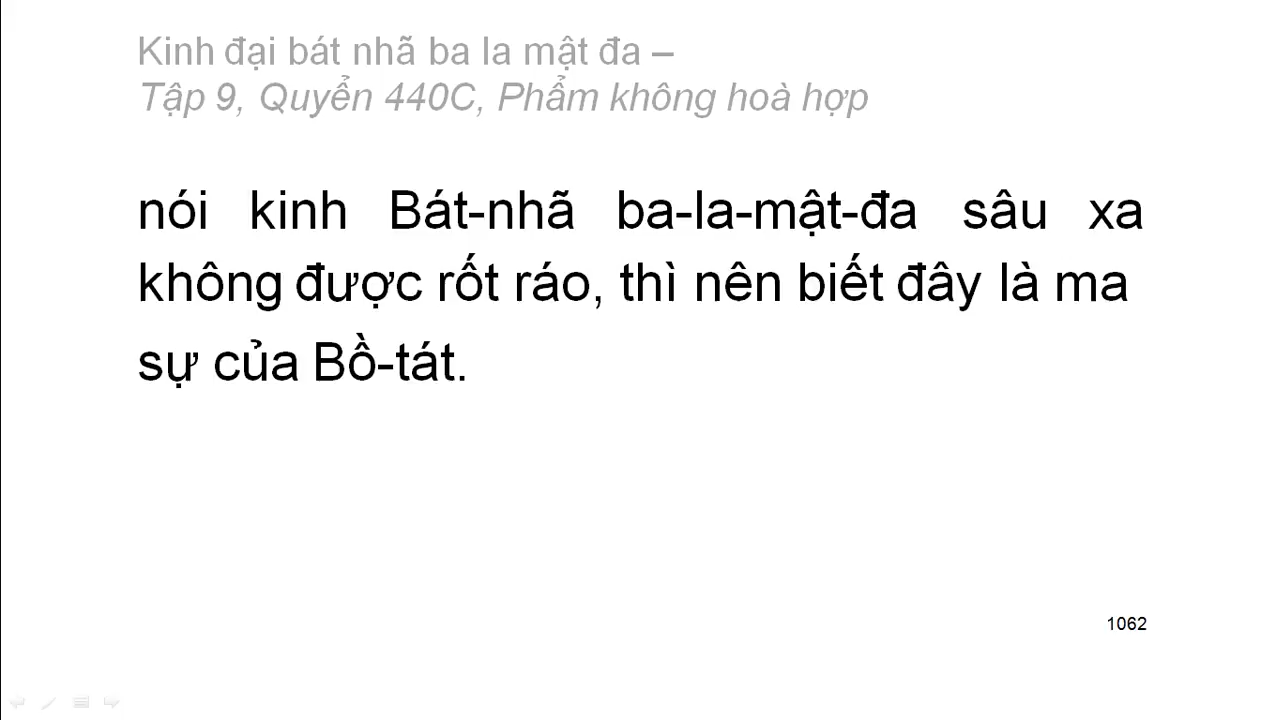 Kinh đại bát nhã ba la mật đa –
Tập 9, Quyển 440C, Phẩm không hoà hợp
nói kinh Bát-nhã ba-la-mật-đa sâu xa
không được rốt ráo, thì nên biết đây là ma
sự của Bồ-tát.
1062